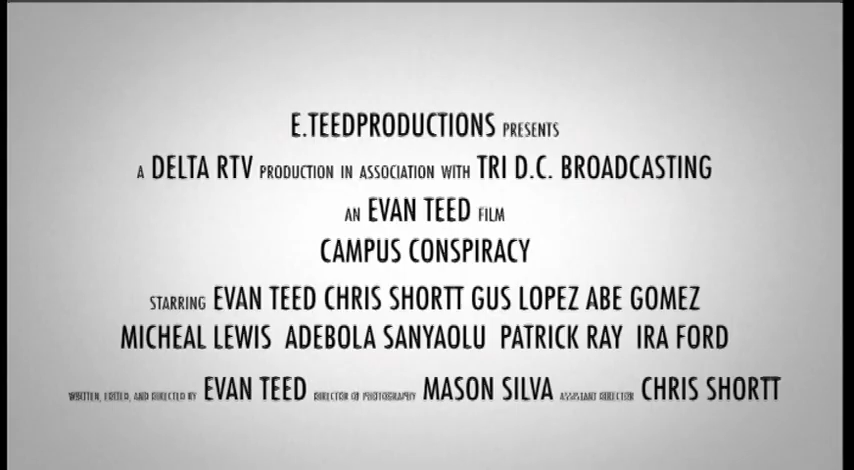 E.TEEDPRODUCTIONS PRESENTS
A DELTA RTV PRODUCTION IN ASSOCIATION WITH TRI D.C. BROADCASTING
AN EVAN TEED FILM
CAMPUS CONSPIRACY
STARRING EVAN TEED CHRIS SHORTT GUS LOPEZ ABE GOMEZ
MICHEAL LEWIS ADEBOLA SANYAOLU PATRICK RAY IRA FORD
WRITTEN, EDITED, AND DIRECTED BY EVAN TEED DIRECTOR OF PHOTOGRAPHY MASON SILVA ASSISTANT DIRECTOR CHRIS SHORTT